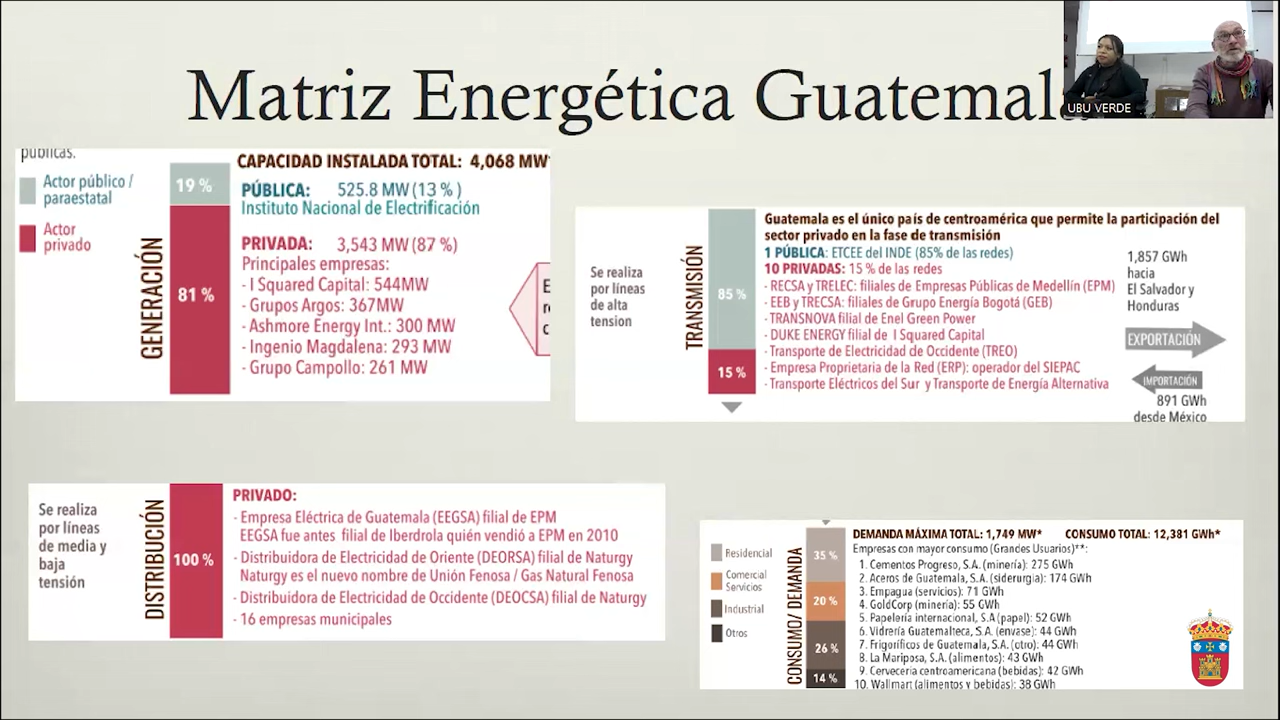 Matriz Energética Guatemala
UBU VERDE
públicas.
Actor público /
paraestatal
Actor
privado
GENERACIÓN
19 %
81 %
CAPACIDAD INSTALADA TOTAL: 4,068 MW*
PÚBLICA: 525.8 MW (13 % )
Instituto Nacional de Electrificación
PRIVADA: 3,543 MW (87 %)
Principales empresas:
- I Squared Capital: 544MW
- Grupos Argos: 367MW
- Ashmore Energy Int.: 300 MW
- Ingenio Magdalena: 293 MW
- Grupo Campollo: 261 MW
Se realiza
por líneas
de alta
tension
TRANSMISIÓN
85 %
15 %
Guatemala es el único país de centroamérica que permite la participación del
sector privado en la fase de transmisión
1 PÚBLICA: ETCEE del INDE (85% de las redes)
10 PRIVADAS: 15 % de las redes
- RECSA y TRELEC: filiales de Empresas Públicas de Medellín (EPM)
- EEB y TRECSA: filiales de Grupo Energía Bogotá (GEB)
- TRANSNOVA filial de Enel Green Power
- DUKE ENERGY filial de I Squared Capital
- Transporte de Electricidad de Occidente (TREO)
- Empresa Proprietaria de la Red (ERP): operador del SIEPAC
- Transporte Eléctricos del Sur y Transporte de Energía Alternativa
1,857 GWh
hacia
El Salvador y
Honduras
EXPORTACIÓN
IMPORTACIÓN
891 GWh
desde México
Se realiza
por líneas
de media y
baja
tensión
DISTRIBUCIÓN
100 %
PRIVADO:
- Empresa Eléctrica de Guatemala (EEGSA) filial de EPM
EEGSA fue antes filial de Iberdrola quién vendió a EPM en 2010
- Distribuidora de Electricidad de Oriente (DEORSA) filial de Naturgy
Naturgy es el nuevo nombre de Unión Fenosa / Gas Natural Fenosa
- Distribuidora de Electricidad de Occidente (DEOCSA) filial de Naturgy
- 16 empresas municipales
Residencial
Comercial
Servicios
Industrial
Otros
CONSUMO/ DEMANDA
35 %
20 %
26 %
14 %
DEMANDA MÁXIMA TOTAL: 1,749 MW* CONSUMO TOTAL: 12,381 GWh*
Empresas con mayor consumo (Grandes Usuarios)**:
1. Cementos Progreso, S.A. (minería): 275 GWh
2. Aceros de Guatemala, S.A. (siderurgia): 174 GWh
3. Empagua (servicios): 71 GWh
4. GoldCorp (minería): 55 GWh
5. Papelería internacional, S.A (papel): 52 GWh
6. Vidrería Guatemalteca, S.A. (envase): 44 GWh
7. Frigoríficos de Guatemala, S.A. (otro): 44 GWh
8. La Mariposa, S.A. (alimentos): 43 GWh
9. Cervecería centroamericana (bebidas): 42 GWh
10. Wallmart (alimentos y bebidas): 38 GWh